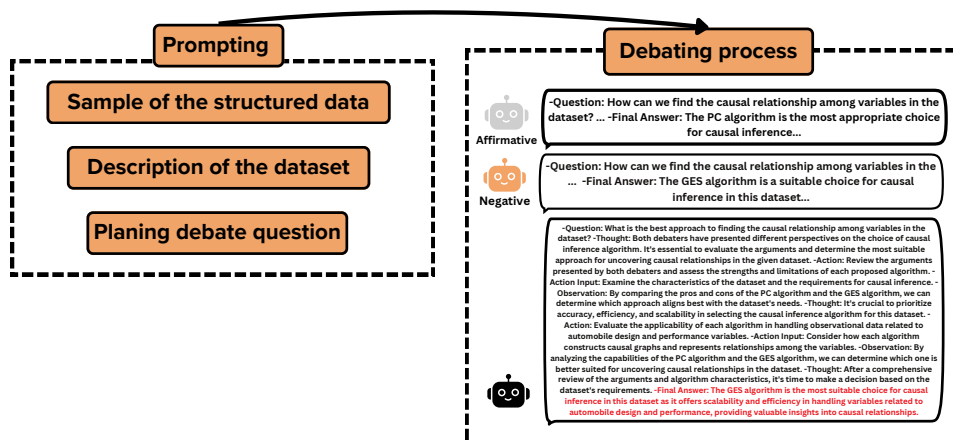 Prompting
Sample of the structured data
Description of the dataset
Planing debate question
Debating process
Affirmative
-Question: How can we find the causal relationship among variables in the
dataset? ... -Final Answer: The PC algorithm is the most appropriate choice
for causal inference...
Negative
-Question: How can we find the causal relationship among variables in the
... -Final Answer: The GES algorithm is a suitable choice for causal
inference in this dataset...
-Question: What is the best approach to finding the causal relationship among variables in the
dataset? -Thought: Both debaters have presented different perspectives on the choice of causal
inference algorithm. It's essential to evaluate the arguments and determine the most suitable
approach for uncovering causal relationships in the given dataset. -Action: Review the arguments
presented by both debaters and assess the strengths and limitations of each proposed algorithm. -
Action Input: Examine the characteristics of the dataset and the requirements for causal inference. -
Observation: By comparing the pros and cons of the PC algorithm and the GES algorithm, we can
determine which approach aligns best with the dataset's needs. -Thought: It's crucial to prioritize
accuracy, efficiency, and scalability in selecting the causal inference algorithm for this dataset. -
Action: Evaluate the applicability of each algorithm in handling observational data related to
automobile design and performance variables. -Action Input: Consider how each algorithm
constructs causal graphs and represents relationships among the variables. -Observation: By
analyzing the capabilities of the PC algorithm and the GES algorithm, we can determine which one is
better suited for uncovering causal relationships in the dataset. -Thought: After a comprehensive
review of the arguments and algorithm characteristics, it's time to make a decision based on the
dataset's requirements. -Final Answer: The GES algorithm is the most suitable choice for causal
inference in this dataset as it offers scalability and efficiency in handling variables related to
automobile design and performance, providing valuable insights into causal relationships.